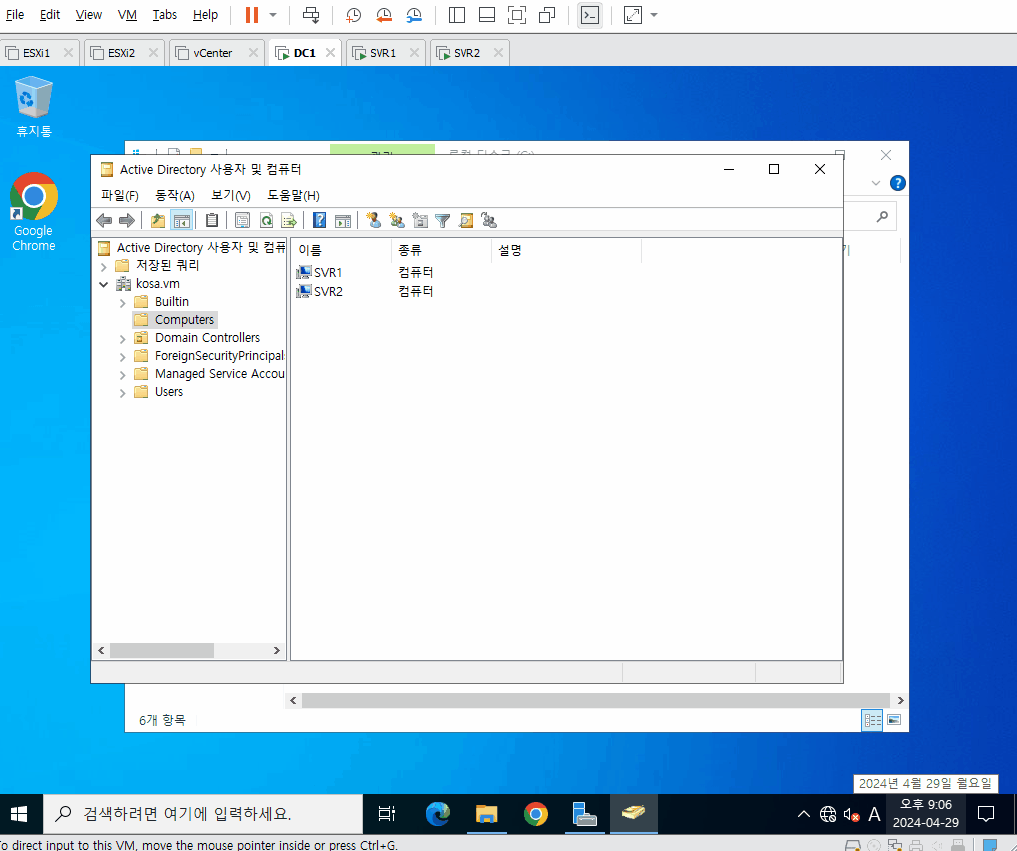 File Edit View VM Tabs Help
ESXi1 ESXi2 vCenter DC1 SVR1 SVR2
휴지통
Google
Chrome
Active Directory 사용자 및 컴퓨터
파일(F) 동작(A) 보기(V) 도움말(H)
Active Directory 사용자 및 컴퓨
저장된 쿼리
kosa.vm
Builtin
Computers
Domain Controllers
ForeignSecurityPrincipals
Managed Service Accou
Users
이름 종류 설명
SVR1 컴퓨터
SVR2 컴퓨터
6개 항목
2024년 4월 29일 월요일
검색하려면 여기에 입력하세요.
A
오후 9:06
2024-04-29
To direct input to this VM, move the mouse pointer inside or press Ctrl+G.